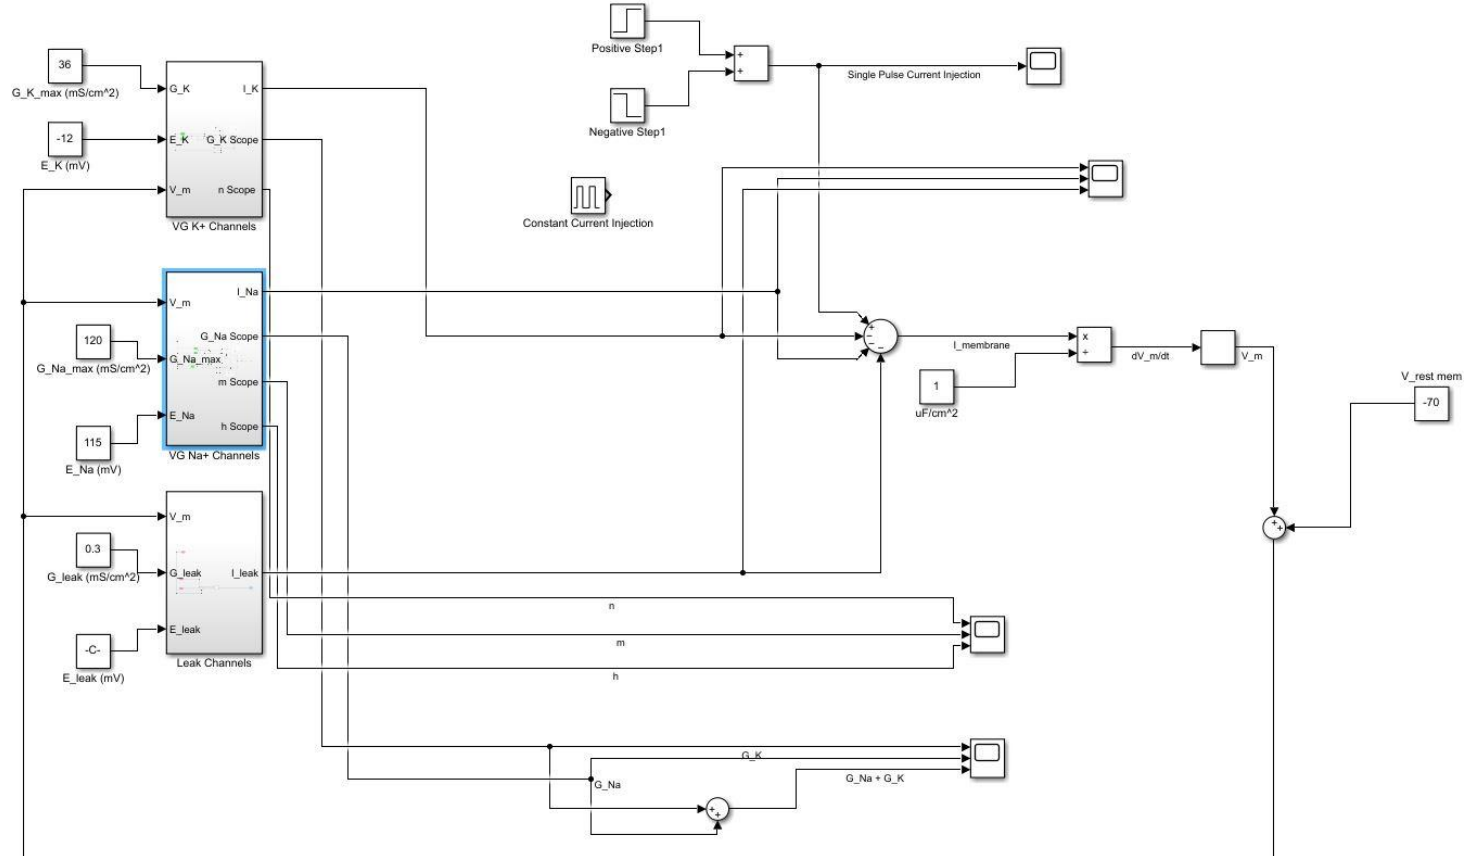 Positive Step1
+
+
Negative Step1
Single Pulse Current Injection
Constant Current Injection
36
G_K_max (mS/cm^2)
-12
E_K (mV)
G_K
I_K
E_K
G_K Scope
V_m
n Scope
VG K+ Channels
V_m
I_Na
120
G_Na_max (mS/cm^2)
G_Na Scope
G_Na_max
m Scope
115
E_Na (mV)
E_Na
h Scope
VG Na+ Channels
V_m
0.3
G_leak (mS/cm^2)
G_leak
I_leak
-C-
E_leak (mV)
E_leak
Leak Channels
+
−
−
−
I_membrane
1
uF/cm^2
x
÷
dV_m/dt
V_m
V_rest mem
-70
+
+
n
m
h
G_K
G_Na
G_Na + G_K
+
+